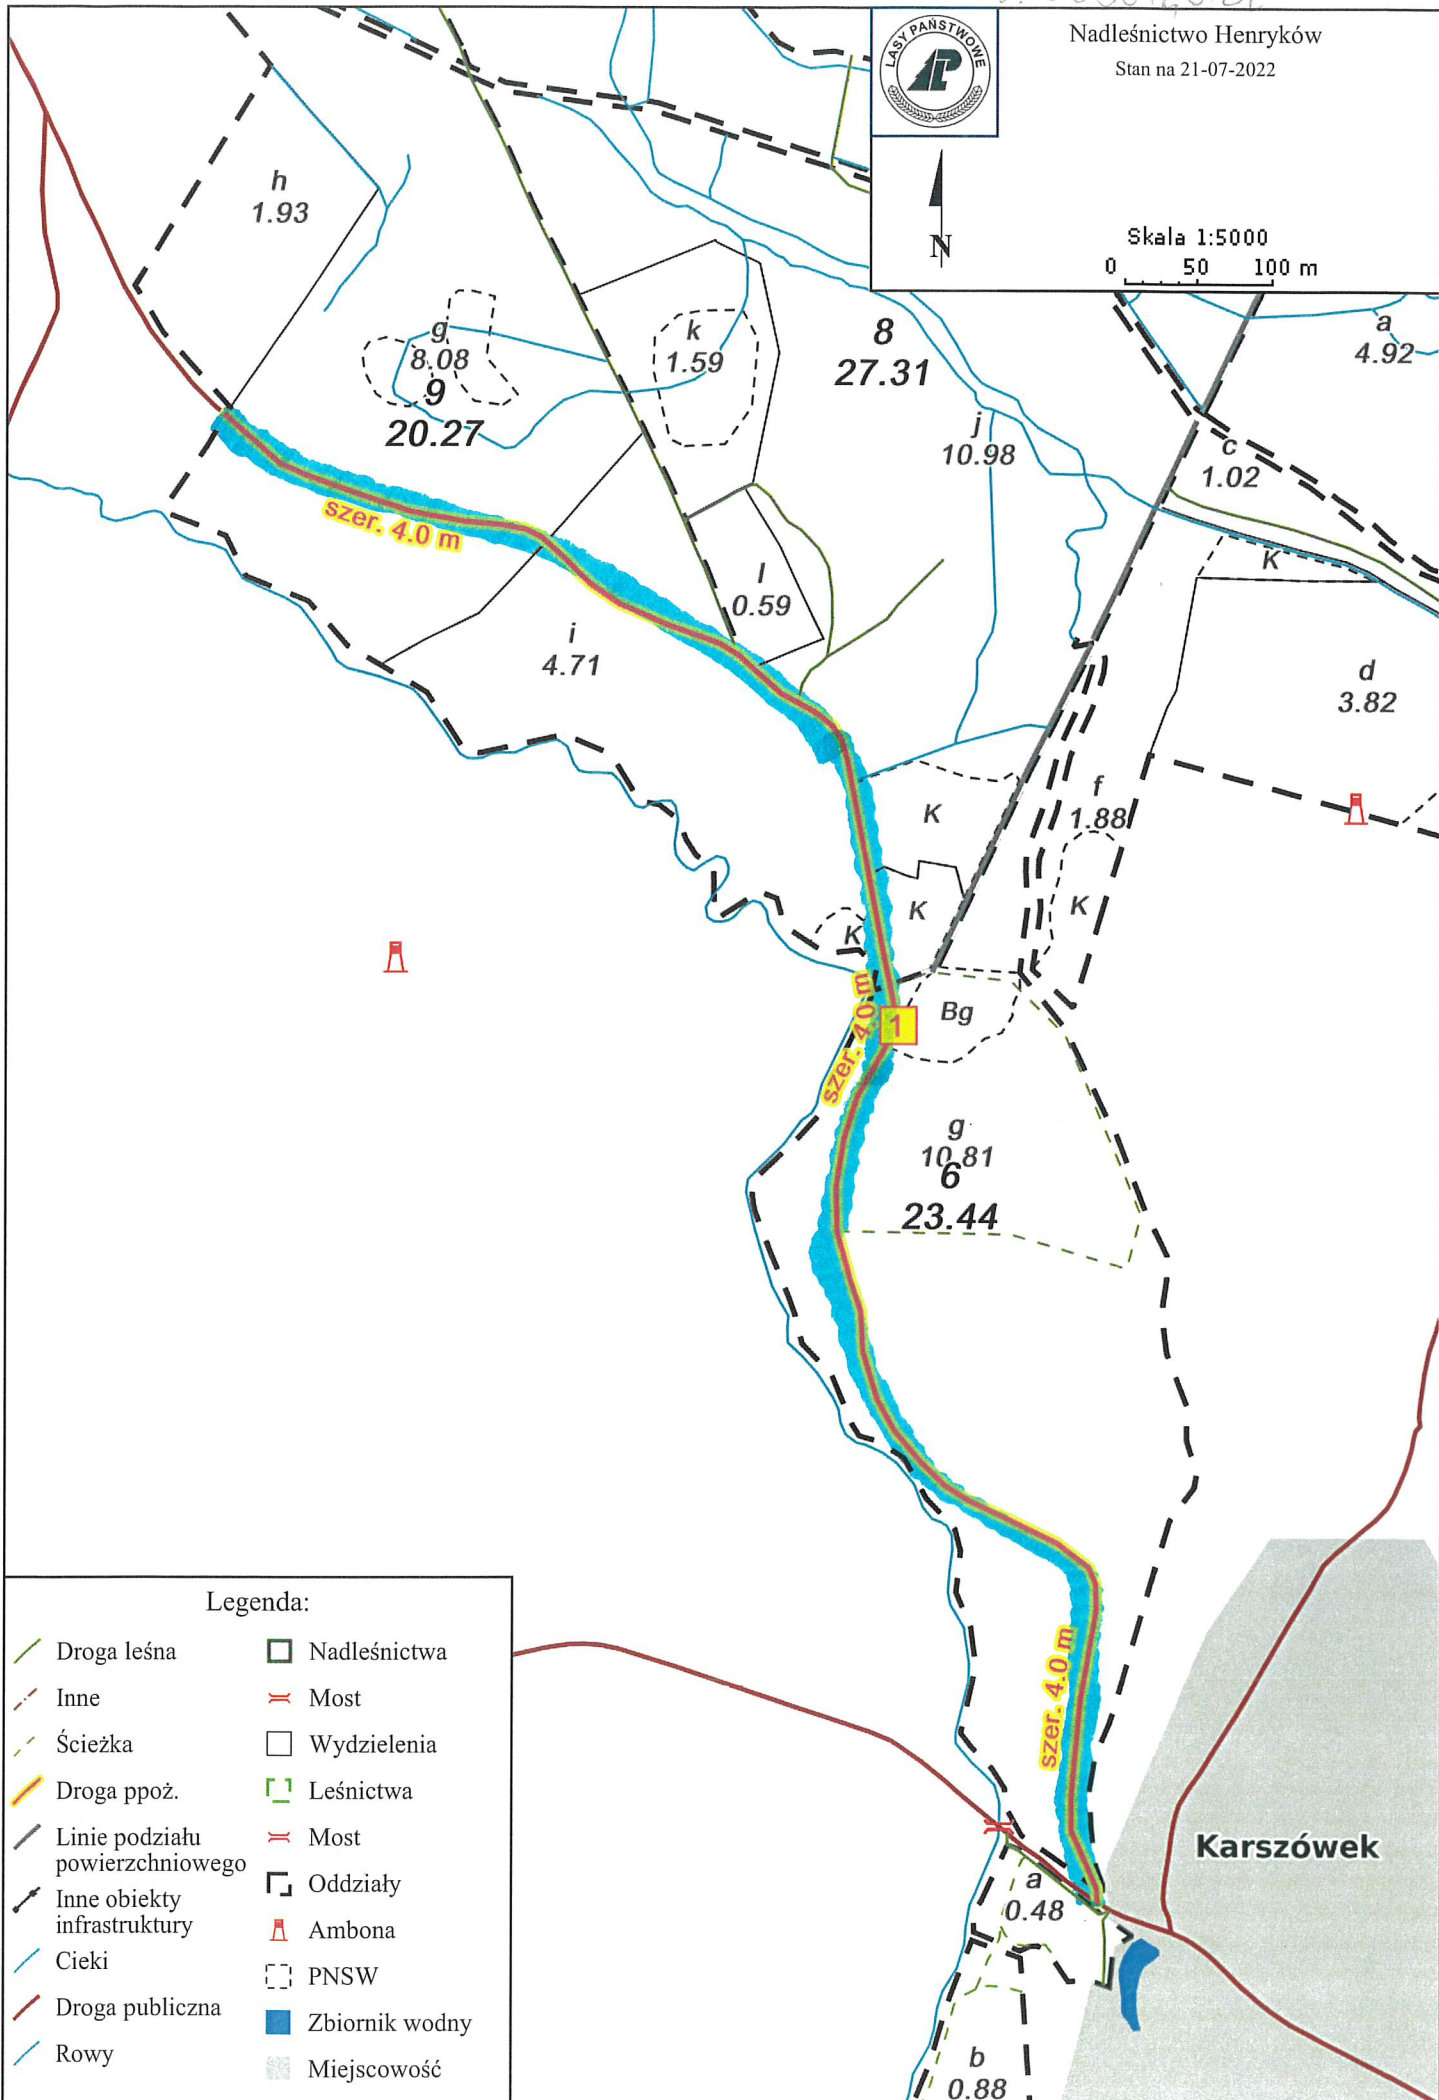 LASY PAŃSTWOWE
Nadleśnictwo Henryków
Stan na 21-07-2022
N
Skala 1:5000
0 50 100 m
h
1.93
g
8.08
9
20.27
k
1.59
8
27.31
a
4.92
j
10.98
c
1.02
szer. 4.0 m
K
l
0.59
i
4.71
d
3.82
f
1.88
K
K
K
K
szer. 4.0 m
1
Bg
g
10.81
6
23.44
szer. 4.0 m
Karszówek
a
0.48
b
0.88
Legenda:
Droga leśna
Inne
Ścieżka
Droga ppoż.
Linie podziału
powierzchniowego
Inne obiekty
infrastruktury
Cieki
Droga publiczna
Rowy
Nadleśnictwa
Most
Wydzielenia
Leśnictwa
Most
Oddziały
Ambona
PNSW
Zbiornik wodny
Miejscowość